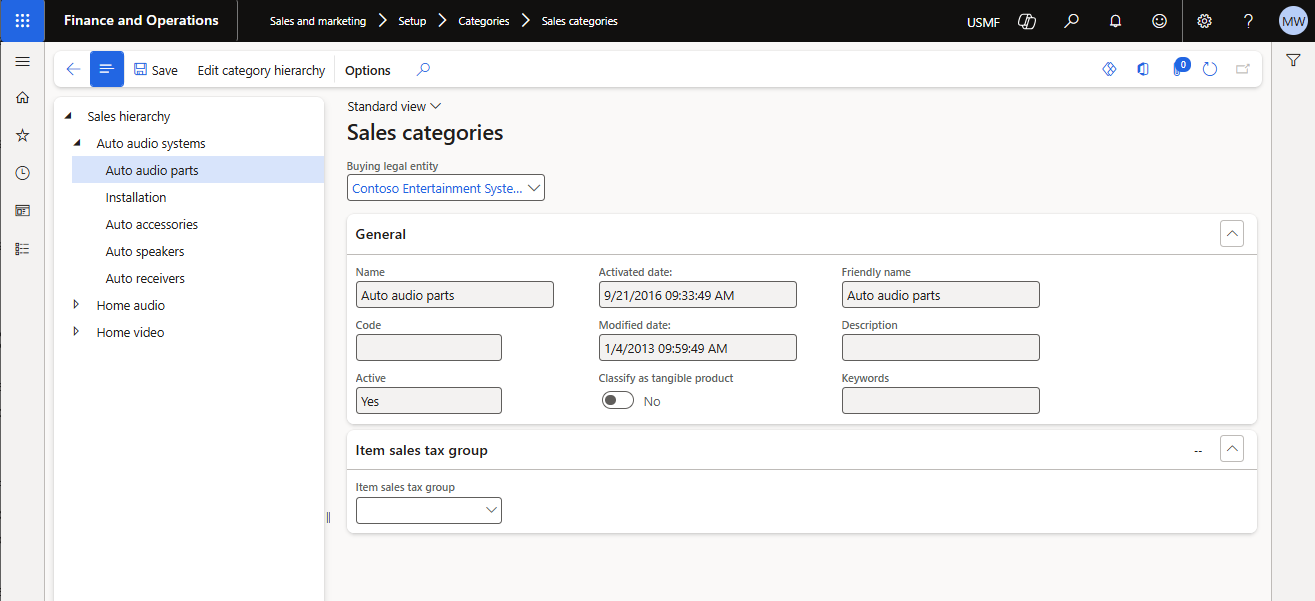 Finance and Operations
Sales and marketing
Setup
Categories
Sales categories
USMF
MW
Save
Edit category hierarchy
Options
0
Sales hierarchy
Auto audio systems
Auto audio parts
Installation
Auto accessories
Auto speakers
Auto receivers
Home audio
Home video
Standard view
Sales categories
Buying legal entity
Contoso Entertainment Syste...
General
Name
Auto audio parts
Activated date:
9/21/2016 09:33:49 AM
Friendly name
Auto audio parts
Code
Modified date:
1/4/2013 09:59:49 AM
Description
Active
Yes
Classify as tangible product
No
Keywords
Item sales tax group
--
Item sales tax group